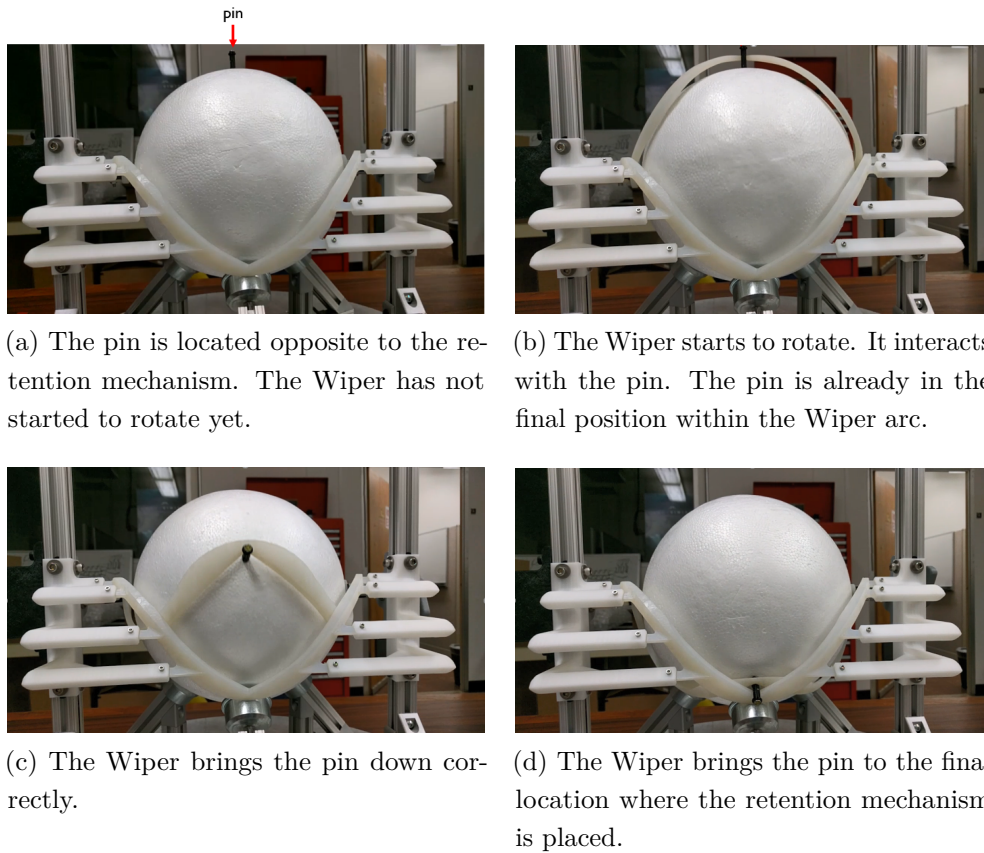 pin
(a) The pin is located opposite to the re-
tention mechanism. The Wiper has not
started to rotate yet.
(b) The Wiper starts to rotate. It interacts
with the pin. The pin is already in the
final position within the Wiper arc.
(c) The Wiper brings the pin down cor-
rectly.
(d) The Wiper brings the pin to the final
location where the retention mechanism
is placed.